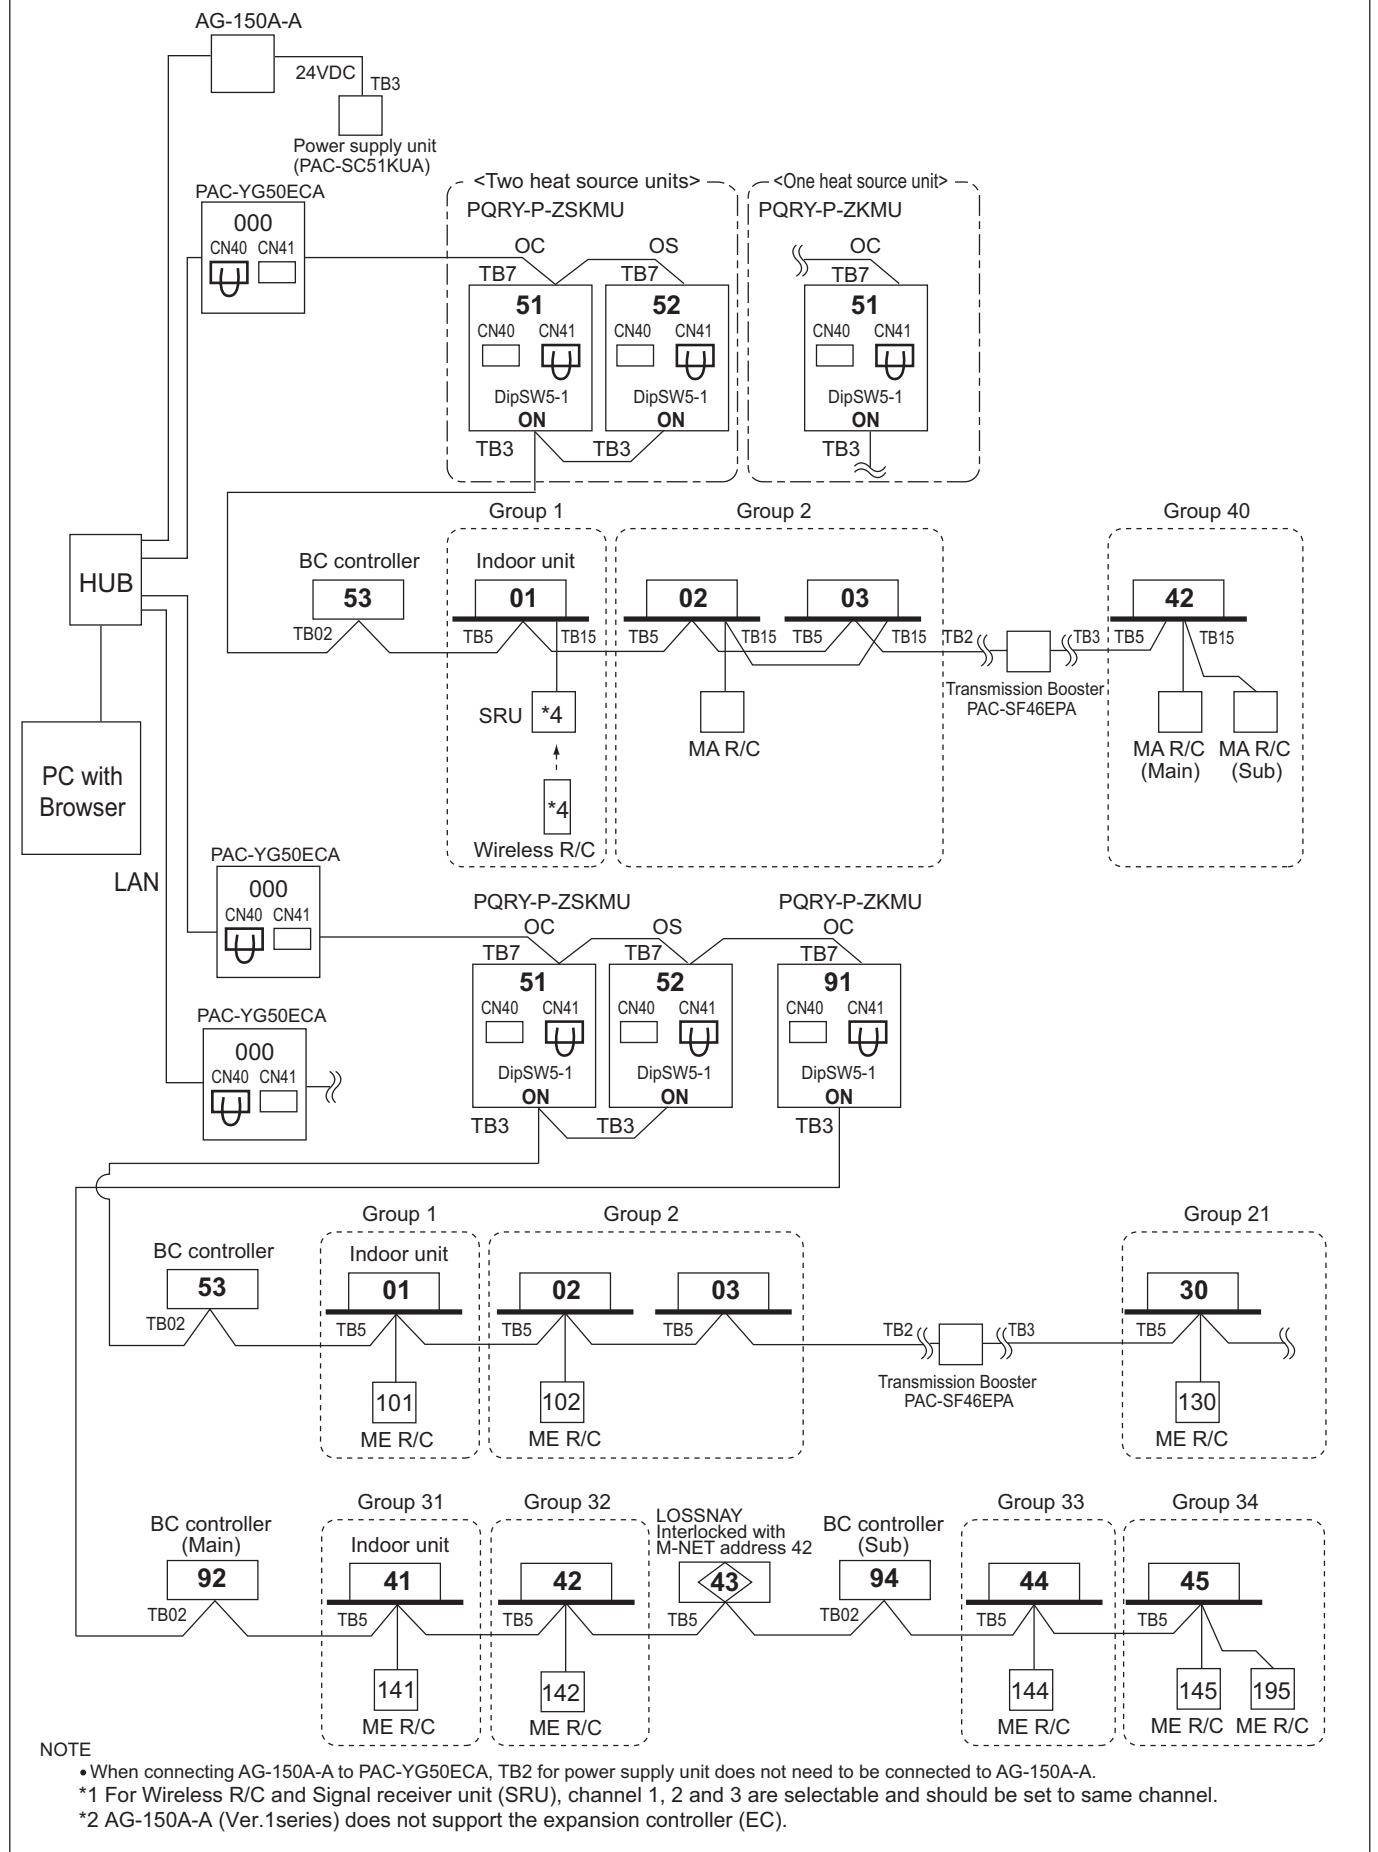 AG-150A-A
24VDC
TB3
Power supply unit
(PAC-SC51KUA)
PAC-YG50ECA
000
CN40 CN41
<Two heat source units>
PQRY-P-ZSKMU
<One heat source unit>
PQRY-P-ZKMU
OC
OS
OC
TB7
TB7
TB7
51
52
51
CN40 CN41
CN40 CN41
CN40 CN41
DipSW5-1
DipSW5-1
DipSW5-1
ON
ON
ON
TB3
TB3
TB3
Group 1
Group 2
Group 40
HUB
BC controller
Indoor unit
53
01
02
03
42
TB02
TB5
TB15
TB5
TB15
TB5
TB15
TB2
TB3
TB5
TB15
Transmission Booster
PAC-SF46EPA
SRU
*4
MA R/C
MA R/C
(Main)
MA R/C
(Sub)
*4
Wireless R/C
PC with
Browser
LAN
PAC-YG50ECA
000
CN40 CN41
PQRY-P-ZSKMU
PQRY-P-ZKMU
OC
OS
OC
TB7
TB7
TB7
51
52
91
CN40 CN41
CN40 CN41
CN40 CN41
DipSW5-1
DipSW5-1
DipSW5-1
ON
ON
ON
TB3
TB3
TB3
PAC-YG50ECA
000
CN40 CN41
Group 1
Group 2
Group 21
BC controller
Indoor unit
53
01
02
03
30
TB02
TB5
TB5
TB5
TB2
TB3
TB5
Transmission Booster
PAC-SF46EPA
101
102
130
ME R/C
ME R/C
ME R/C
Group 31
Group 32
Group 33
Group 34
BC controller
(Main)
Indoor unit
LOSSNAY
Interlocked with
M-NET address 42
BC controller
(Sub)
92
41
42
43
94
44
45
TB02
TB5
TB5
TB5
TB02
TB5
TB5
141
142
144
145
195
ME R/C
ME R/C
ME R/C
ME R/C
ME R/C
NOTE
• When connecting AG-150A-A to PAC-YG50ECA, TB2 for power supply unit does not need to be connected to AG-150A-A.
*1 For Wireless R/C and Signal receiver unit (SRU), channel 1, 2 and 3 are selectable and should be set to same channel.
*2 AG-150A-A (Ver.1series) does not support the expansion controller (EC).